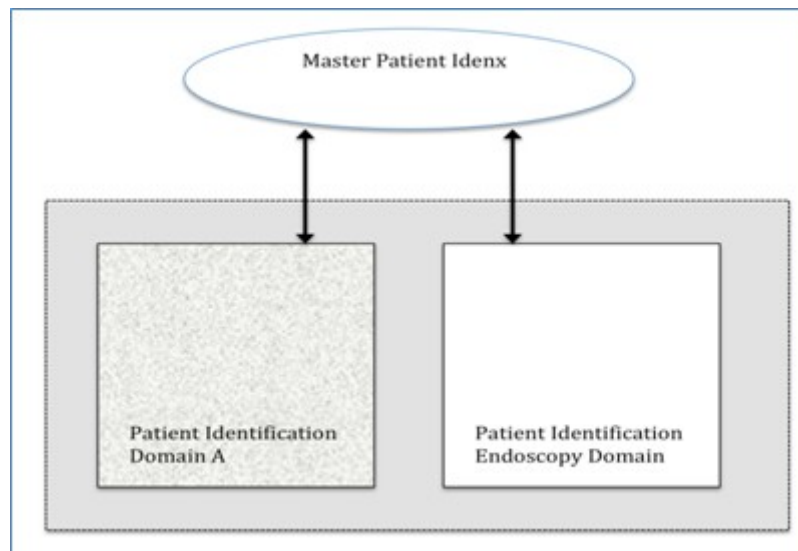 Master Patient Idenx
Patient Identification
Domain A
Patient Identification
Endoscopy Domain